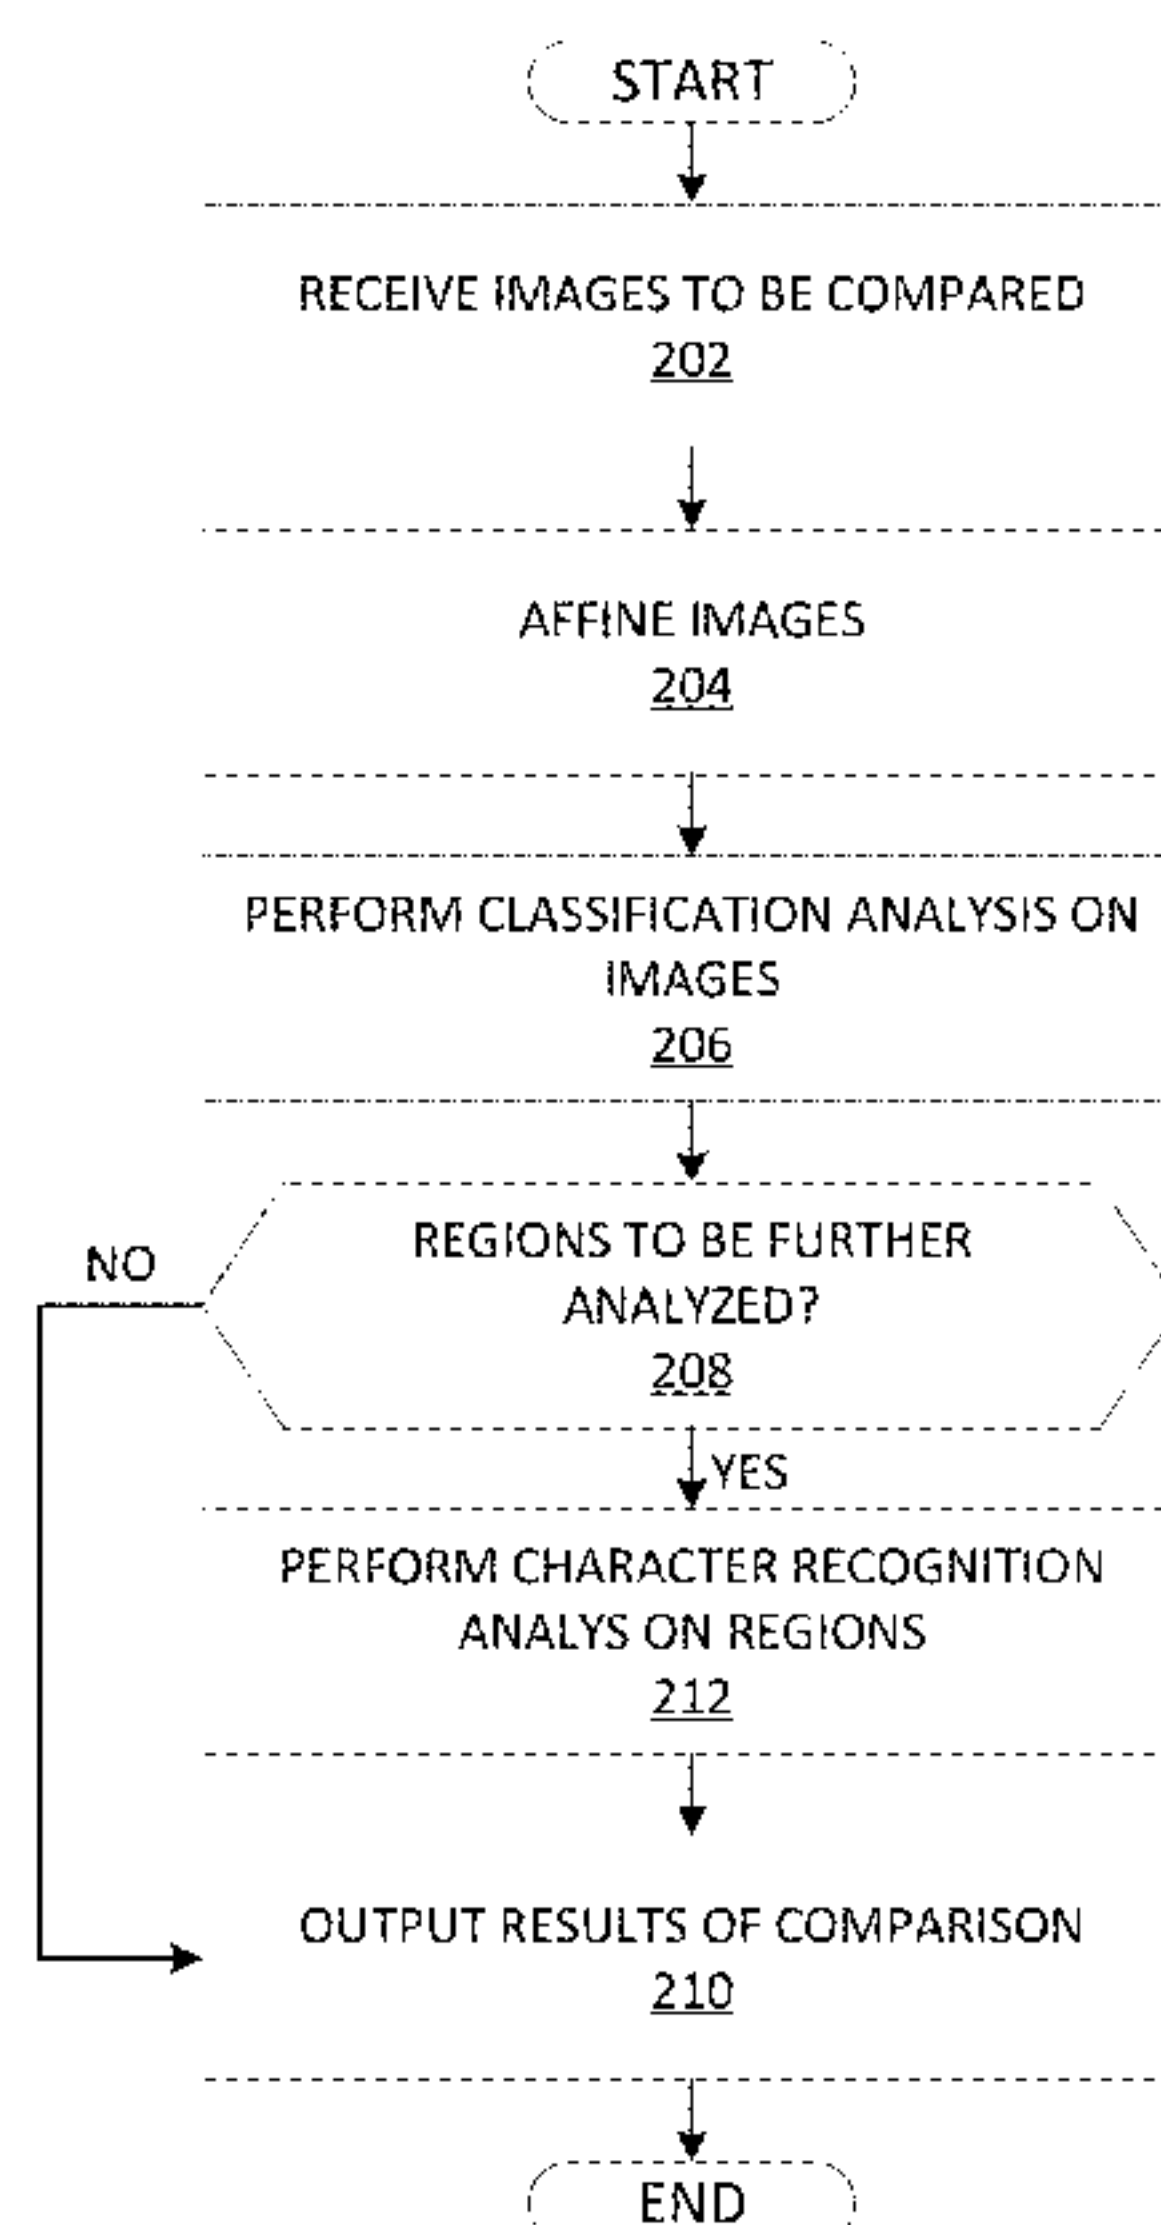 START
RECEIVE IMAGES TO BE COMPARED
202
AFFINE IMAGES
204
PERFORM CLASSIFICATION ANALYSIS ON
IMAGES
206
REGIONS TO BE FURTHER
ANALYZED?
208
NO
YES
PERFORM CHARACTER RECOGNITION
ANALYS ON REGIONS
212
OUTPUT RESULTS OF COMPARISON
210
END